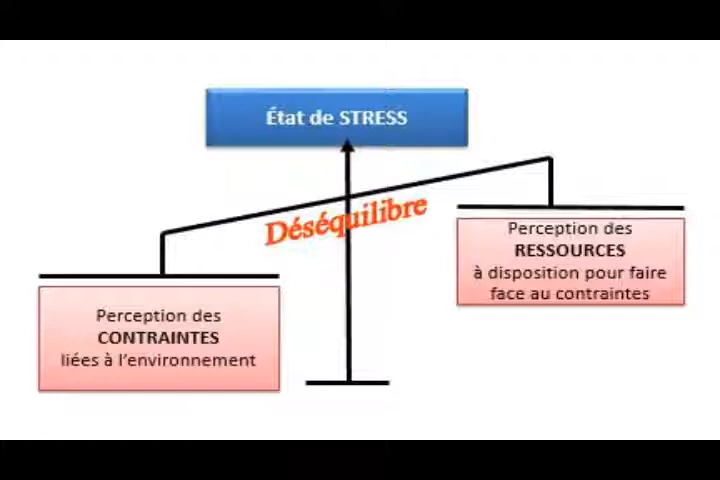 État de STRESS
Déséquilibre
Perception des
RESSOURCES
à disposition pour faire
face au contraintes
Perception des
CONTRAINTES
liées à l'environnement